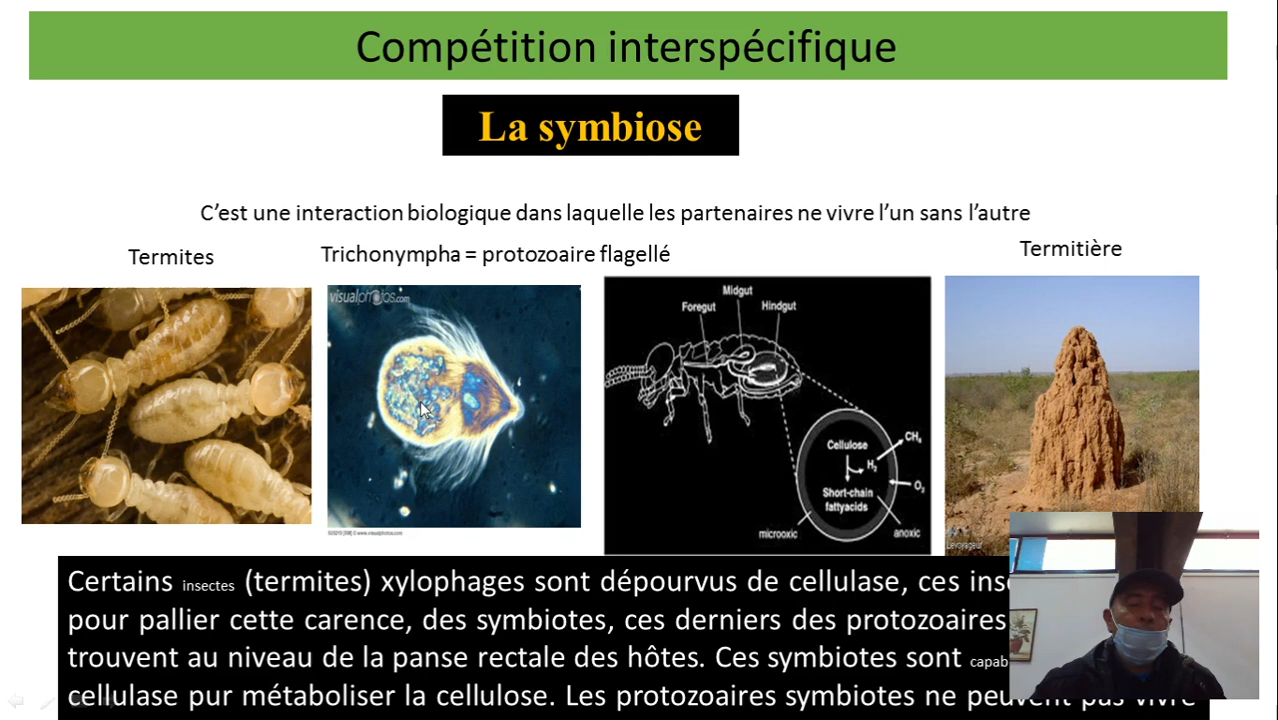 Compétition interspécifique
La symbiose
C’est une interaction biologique dans laquelle les partenaires ne vivre l’un sans l’autre
Termites
Trichonympha = protozoaire flagellé
Termitière
visualphotos.com
Midgut
Foregut
Hindgut
Cellulose
CH₄
H₂
O₂
Short-chain
fattyacids
microoxic
anoxic
Levoyageur
Certains insectes (termites) xylophages sont dépourvus de cellulase, ces
pour pallier cette carence, des symbiotes, ces derniers des protozoaires
trouvent au niveau de la panse rectale des hôtes. Ces symbiotes sont
cellulase pur métaboliser la cellulose. Les protozoaires symbiotes ne peuvent pas vivre